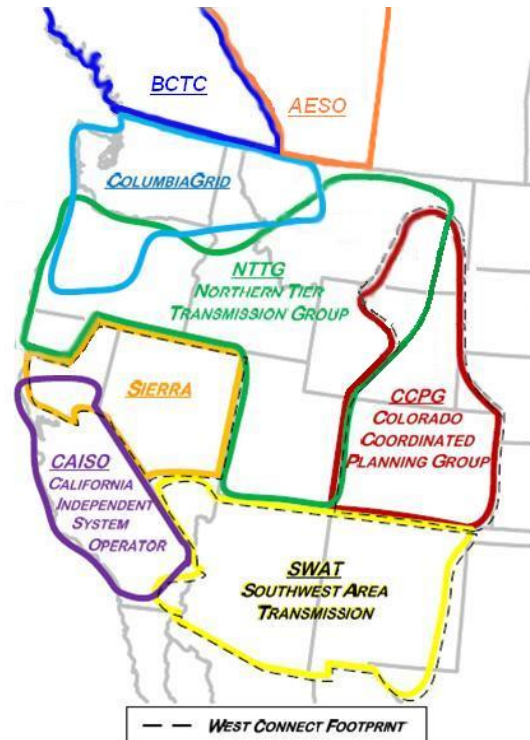 BCTC
AESO
COLUMBIAGRID
NTTG
NORTHERN TIER
TRANSMISSION GROUP
SIERRA
CCPG
COLORADO
COORDINATED
PLANNING GROUP
CAISO
CALIFORNIA
INDEPENDENT
SYSTEM
OPERATOR
SWAT
SOUTHWEST AREA
TRANSMISSION
WEST CONNECT FOOTPRINT